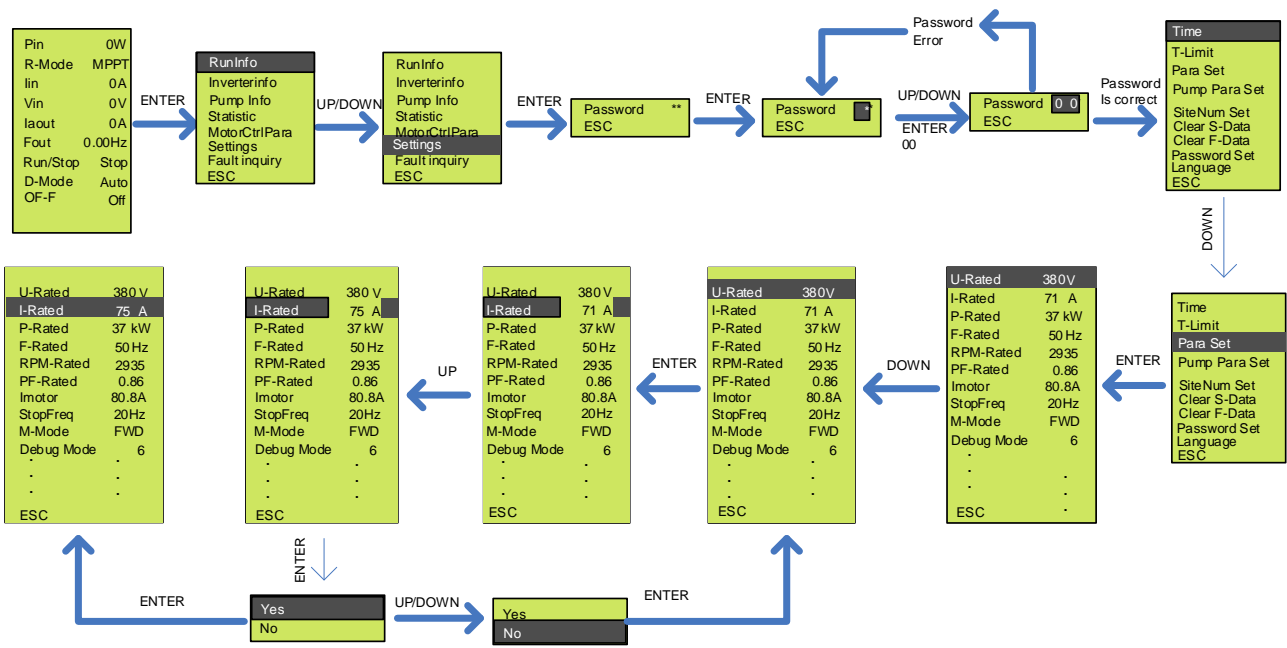 Pin 0W
R-Mode MPPT
Iin 0A
Vin 0V
Iaout 0A
Fout 0.00Hz
Run/Stop Stop
D-Mode Auto
OF-F Off
ENTER
RunInfo
Inverterinfo
Pump Info
Statistic
MotorCtrlPara
Settings
Fault inquiry
ESC
UP/DOWN
RunInfo
Inverterinfo
Pump Info
Statistic
MotorCtrlPara
Settings
Fault inquiry
ESC
ENTER
Password **
ESC
ENTER
Password **
ESC
Password
Error
UP/DOWN
ENTER
00
Password 0 0
ESC
Password
Is correct
Time
T-Limit
Para Set
Pump Para Set
SiteNum Set
Clear S-Data
Clear F-Data
Password Set
Language
ESC
DOWN
Time
T-Limit
Para Set
Pump Para Set
SiteNum Set
Clear S-Data
Clear F-Data
Password Set
Language
ESC
ENTER
U-Rated 380V
I-Rated 71 A
P-Rated 37 kW
F-Rated 50 Hz
RPM-Rated 2935
PF-Rated 0.86
Imotor 80.8A
StopFreq 20Hz
M-Mode FWD
Debug Mode 6
ESC
DOWN
U-Rated 380V
I-Rated 71 A
P-Rated 37 kW
F-Rated 50 Hz
RPM-Rated 2935
PF-Rated 0.86
Imotor 80.8A
StopFreq 20Hz
M-Mode FWD
Debug Mode 6
ESC
ENTER
U-Rated 380 V
I-Rated 71 A
P-Rated 37 kW
F-Rated 50 Hz
RPM-Rated 2935
PF-Rated 0.86
Imotor 80.8A
StopFreq 20Hz
M-Mode FWD
Debug Mode 6
ESC
UP
U-Rated 380 V
I-Rated 75 A
P-Rated 37 kW
F-Rated 50 Hz
RPM-Rated 2935
PF-Rated 0.86
Imotor 80.8A
StopFreq 20Hz
M-Mode FWD
Debug Mode 6
ESC
U-Rated 380 V
I-Rated 75 A
P-Rated 37 kW
F-Rated 50 Hz
RPM-Rated 2935
PF-Rated 0.86
Imotor 80.8A
StopFreq 20Hz
M-Mode FWD
Debug Mode 6
ESC
ENTER
ENTER
Yes
No
UP/DOWN
Yes
No
ENTER